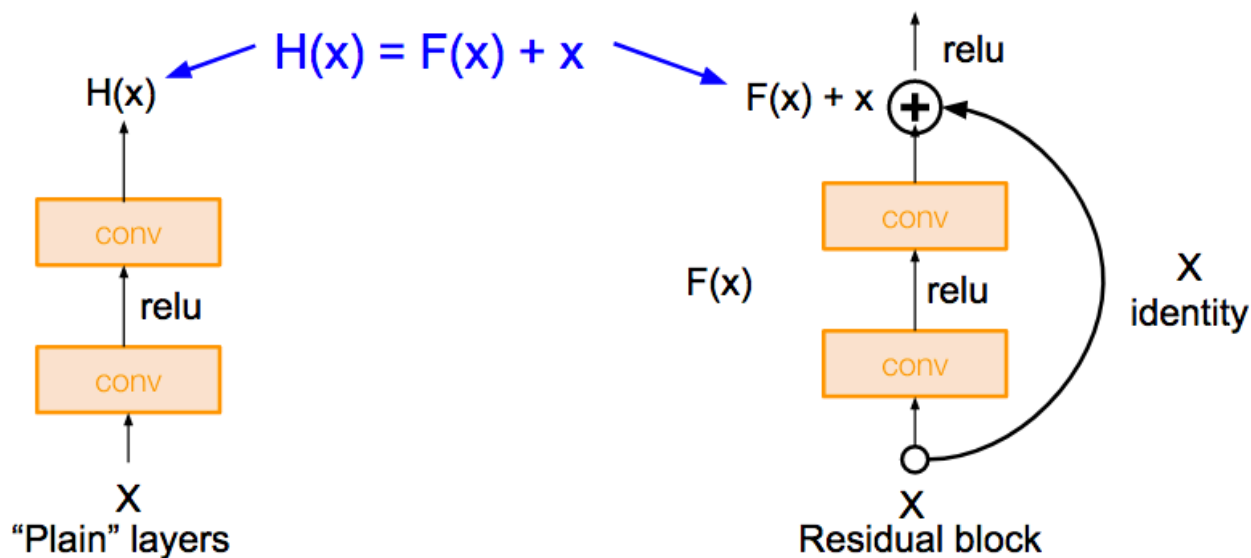 H(x) = F(x) + x
H(x)
conv
relu
conv
X
“Plain” layers
relu
F(x) + x
+
conv
F(x)
relu
conv
X
identity
X
Residual block